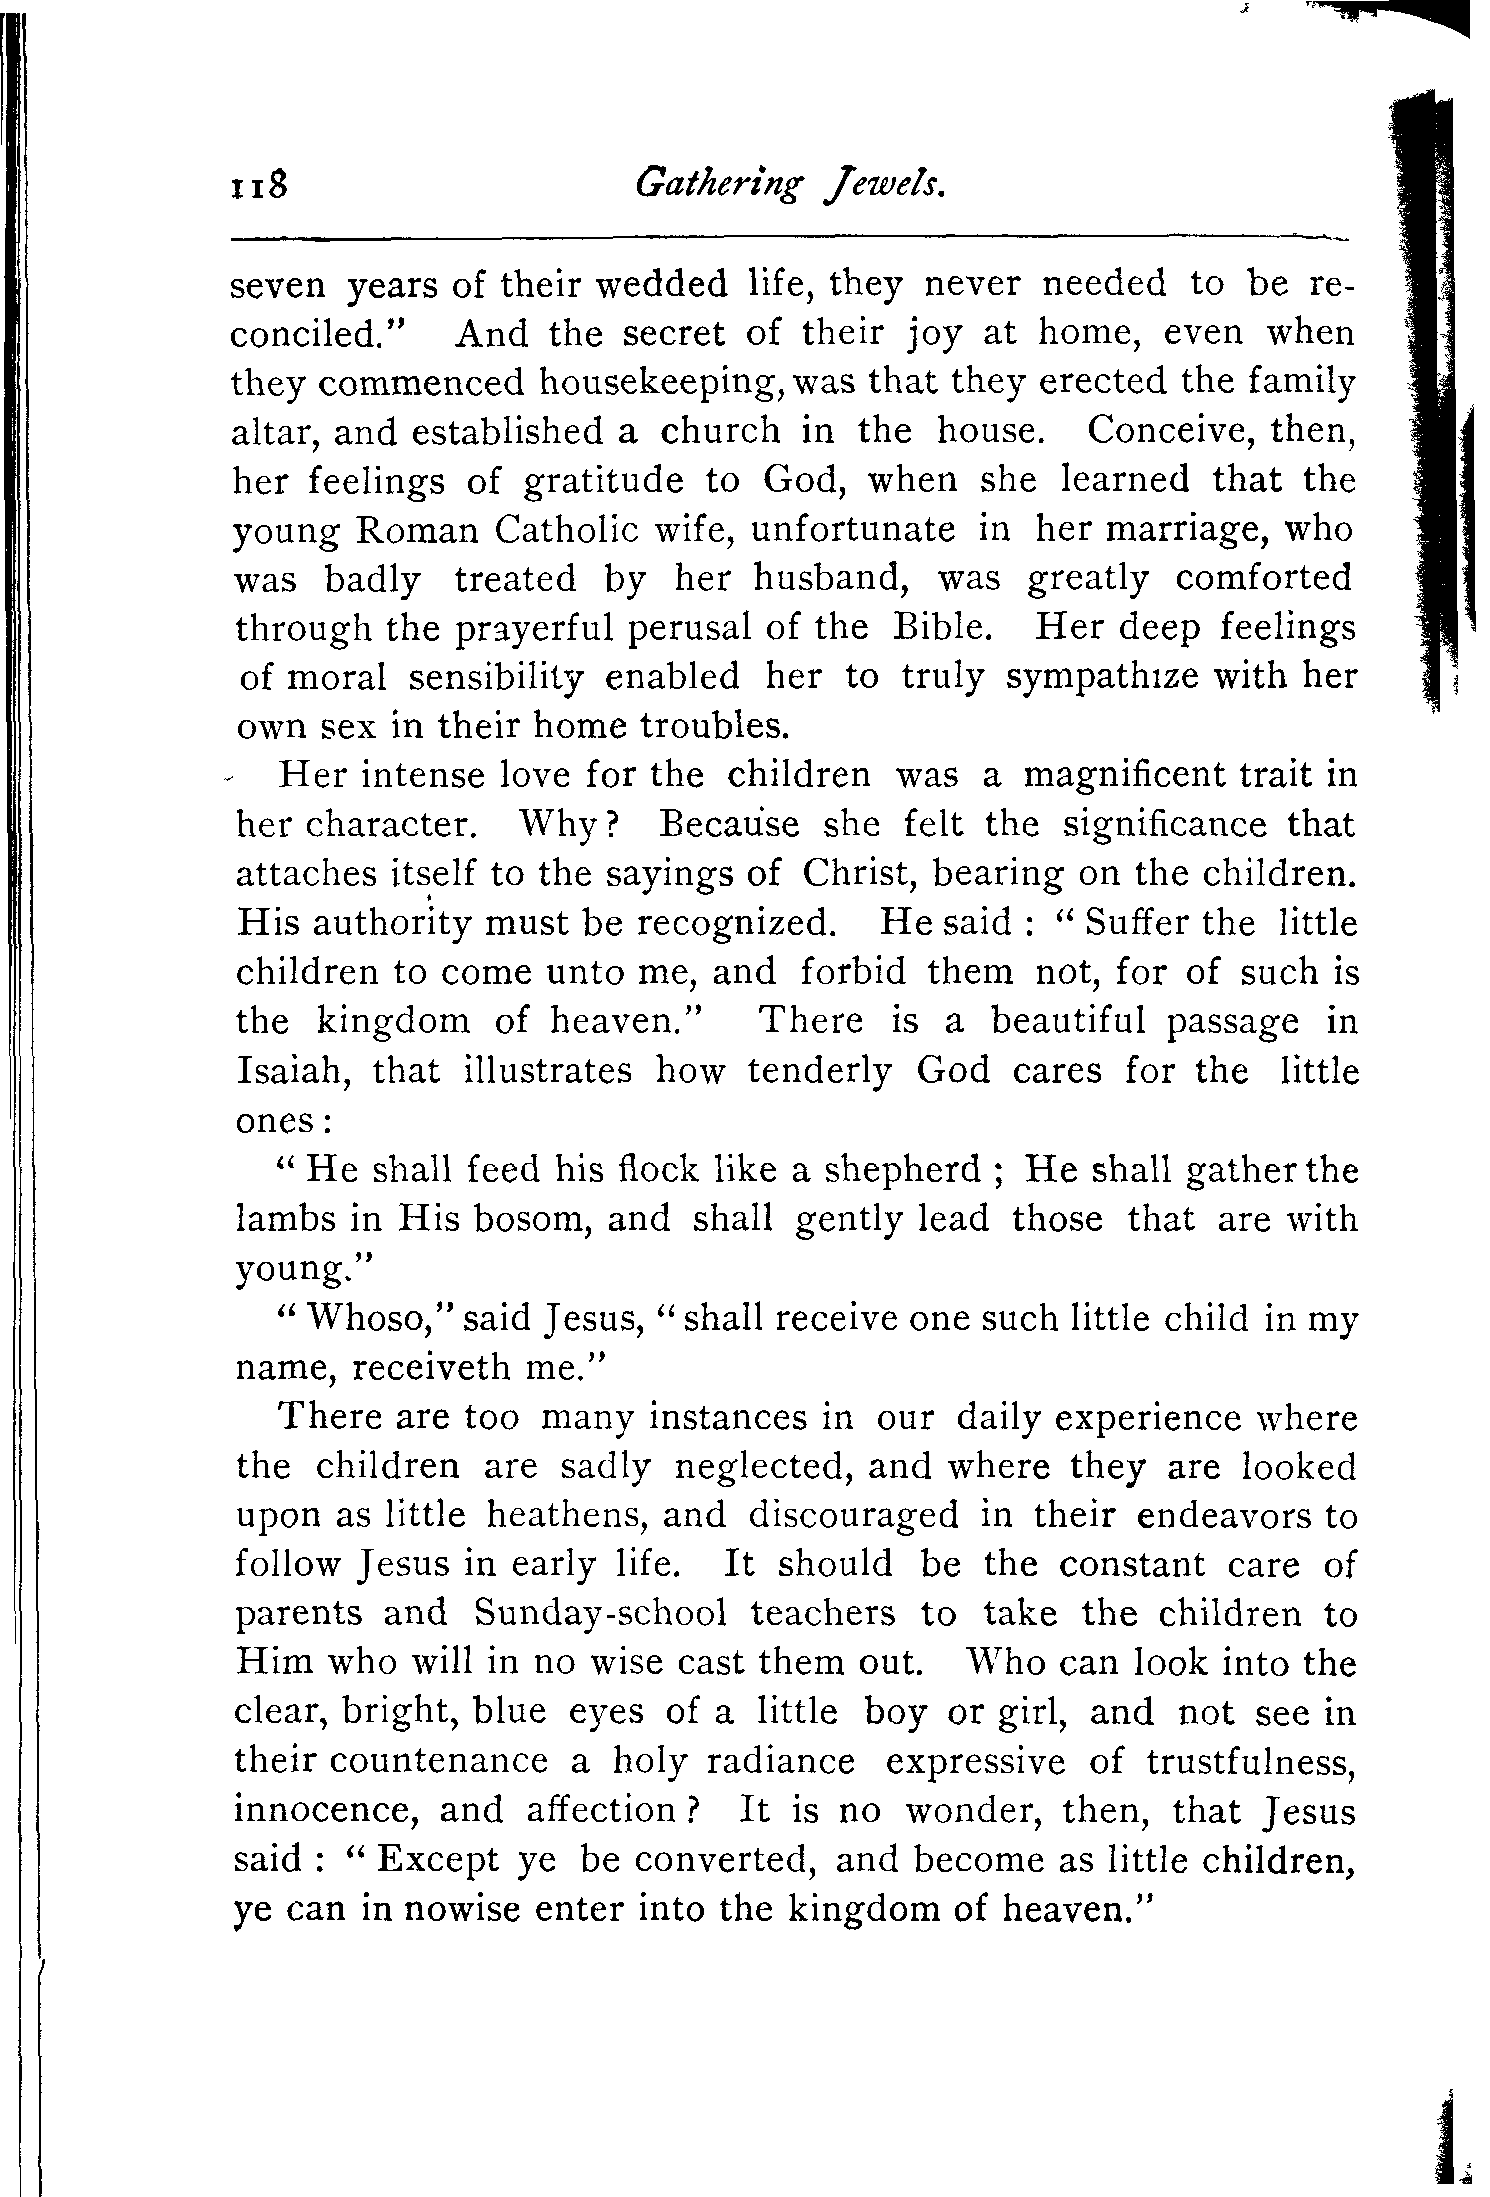 118 Gathering Jewels.
seven years of their wedded life, they never needed to be re-
conciled." And the secret of their joy at home, even when
they commenced housekeeping, was that they erected the family
altar, and established a church in the house. Conceive, then,
her feelings of gratitude to God, when she learned that the
young Roman Catholic wife, unfortunate in her marriage, who
was badly treated by her husband, was greatly comforted
through the prayerful perusal of the Bible. Her deep feelings
of moral sensibility enabled her to truly sympathize with her
own sex in their home troubles.
Her intense love for the children was a magnificent trait in
her character. Why? Because she felt the significance that
attaches itself to the sayings of Christ, bearing on the children.
His authority must be recognized. He said : " Suffer the little
children to come unto me, and forbid them not, for of such is
the kingdom of heaven." There is a beautiful passage in
Isaiah, that illustrates how tenderly God cares for the little
ones :
" He shall feed his flock like a shepherd ; He shall gather the
lambs in His bosom, and shall gently lead those that are with
young."
" Whoso," said Jesus, " shall receive one such little child in my
name, receiveth me."
There are too many instances in our daily experience where
the children are sadly neglected, and where they are looked
upon as little heathens, and discouraged in their endeavors to
follow Jesus in early life. It should be the constant care of
parents and Sunday-school teachers to take the children to
Him who will in no wise cast them out. Who can look into the
clear, bright, blue eyes of a little boy or girl, and not see in
their countenance a holy radiance expressive of trustfulness,
innocence, and affection ? It is no wonder, then, that Jesus
said : " Except ye be converted, and become as little children,
ye can in nowise enter into the kingdom of heaven."